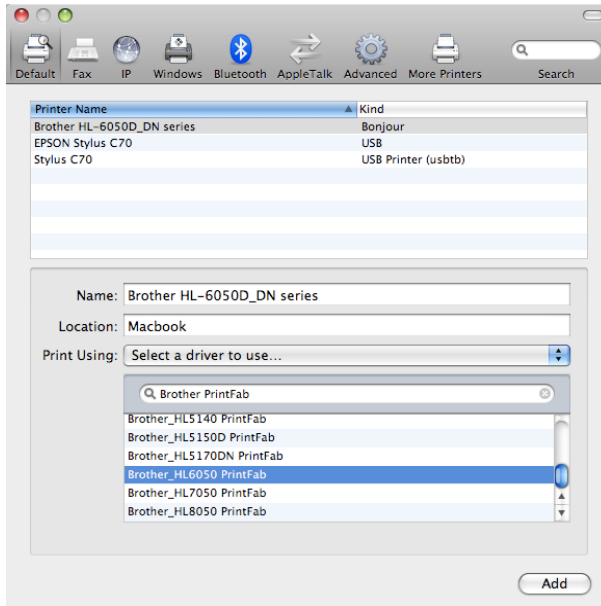 Default Fax IP Windows Bluetooth AppleTalk Advanced More Printers Search
Printer Name Kind
Brother HL-6050D_DN series Bonjour
EPSON Stylus C70 USB
Stylus C70 USB Printer (usbtb)
Name: Brother HL-6050D_DN series
Location: Macbook
Print Using: Select a driver to use...
Brother PrintFab
Brother_HL5140 PrintFab
Brother_HL5150D PrintFab
Brother_HL5170DN PrintFab
Brother_HL6050 PrintFab
Brother_HL7050 PrintFab
Brother_HL8050 PrintFab
Add